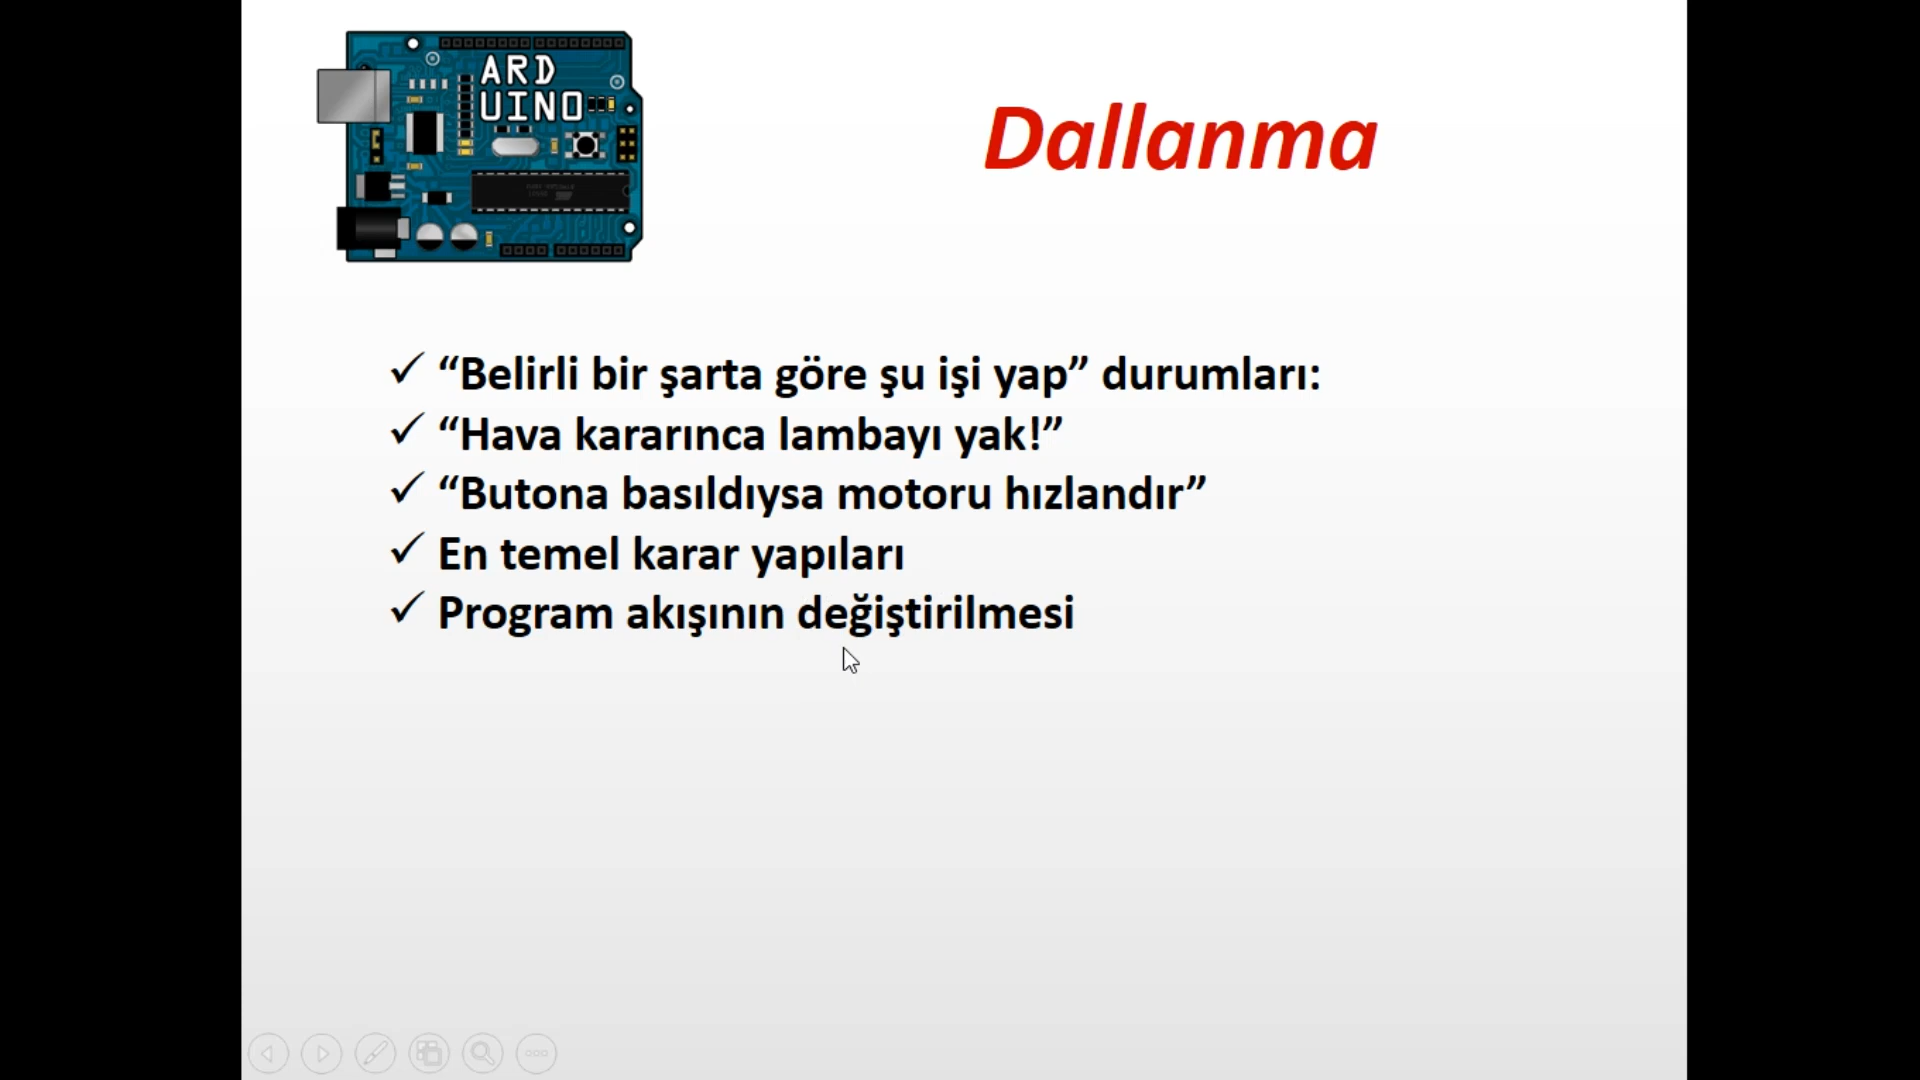 ARD
UINO
Dallanma
✓ “Belirli bir şarta göre şu işi yap” durumları:
✓ “Hava kararınca lambayı yak!”
✓ “Butona basıldıysa motoru hızlandır”
✓ En temel karar yapıları
✓ Program akışının değiştirilmesi